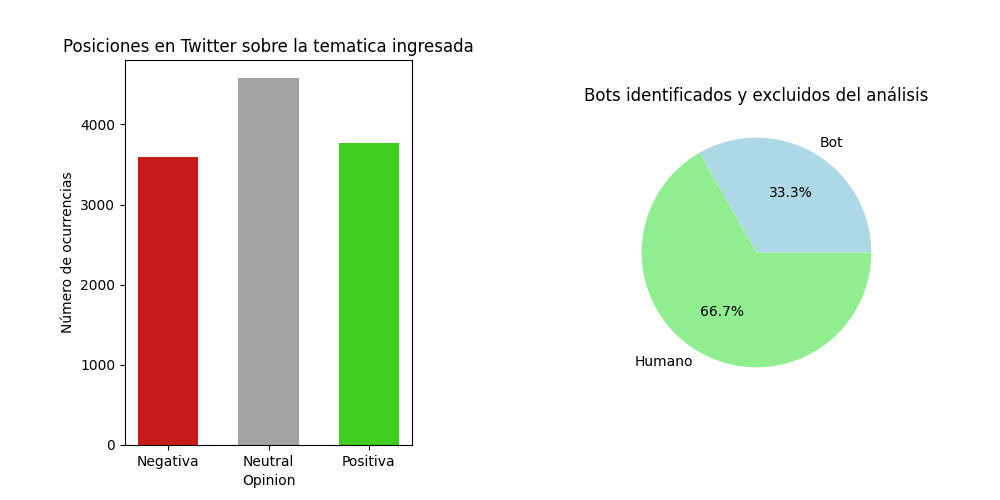 Posiciones en Twitter sobre la tematica ingresada
Número de ocurrencias
4000
3000
2000
1000
0
Negativa
Neutral
Positiva
Opinion
Bots identificados y excluidos del análisis
Bot
33.3%
66.7%
Humano